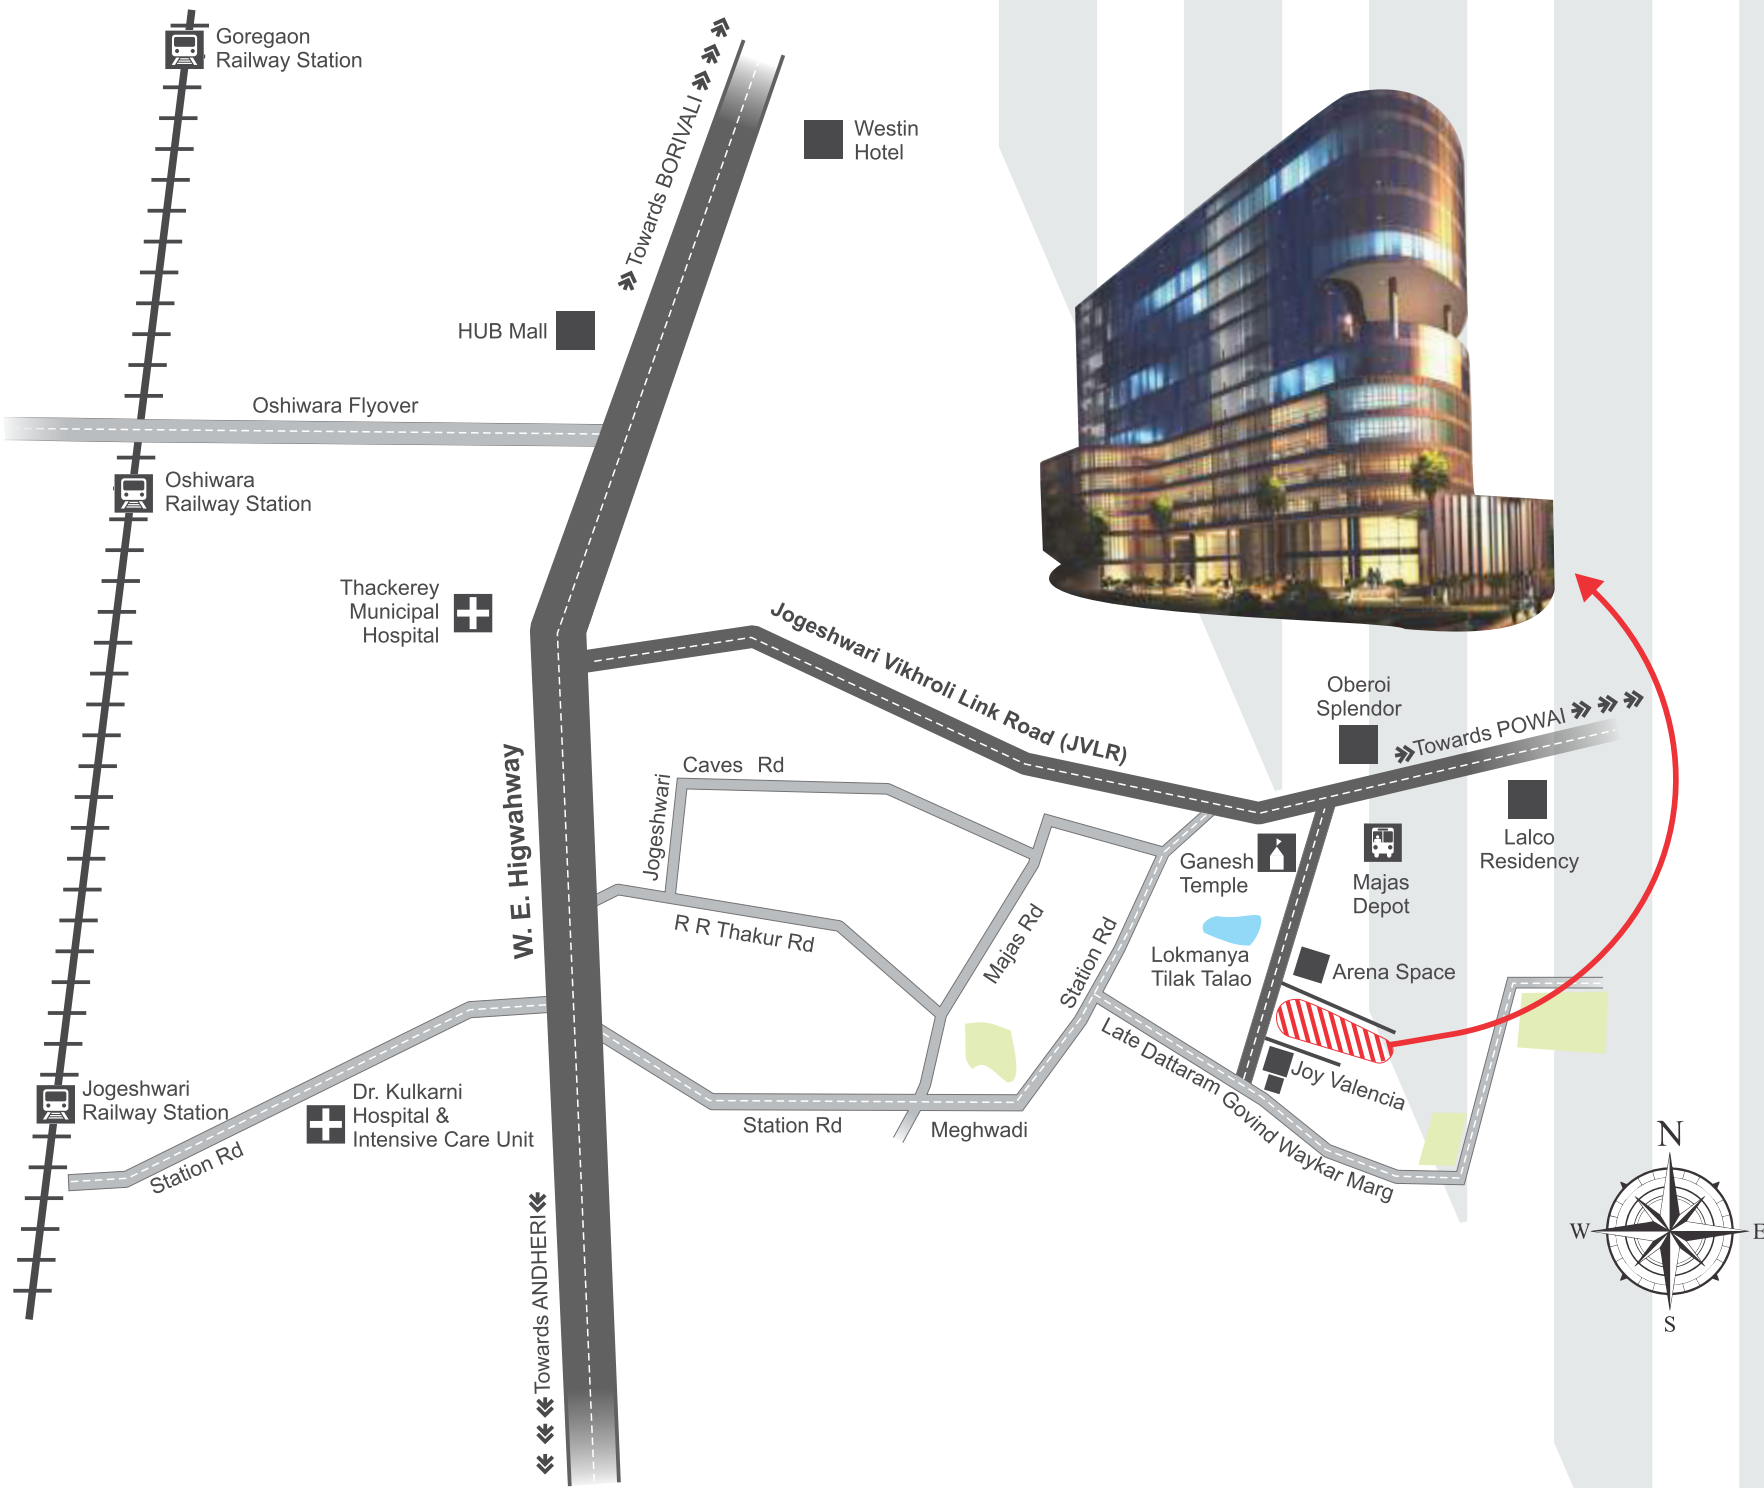 Goregaon
Railway Station
Towards BORIVALI
Westin
Hotel
HUB Mall
Oshiwara Flyover
Oshiwara
Railway Station
Thackerey
Municipal
Hospital
Jogeshwari Vikhroli Link Road (JVLR)
Oberoi
Splendor
Towards POWAI
W. E. Higwahway
Caves Rd
Jogeshwari
R R Thakur Rd
Majas Rd
Station Rd
Ganesh
Temple
Majas
Depot
Lalco
Residency
Lokmanya
Tilak Talao
Arena Space
Joy Valencia
Late Dattaram Govind Waykar Marg
Jogeshwari
Railway Station
Dr. Kulkarni
Hospital &
Intensive Care Unit
Station Rd
Station Rd
Meghwadi
Towards ANDHERI
N
W
E
S